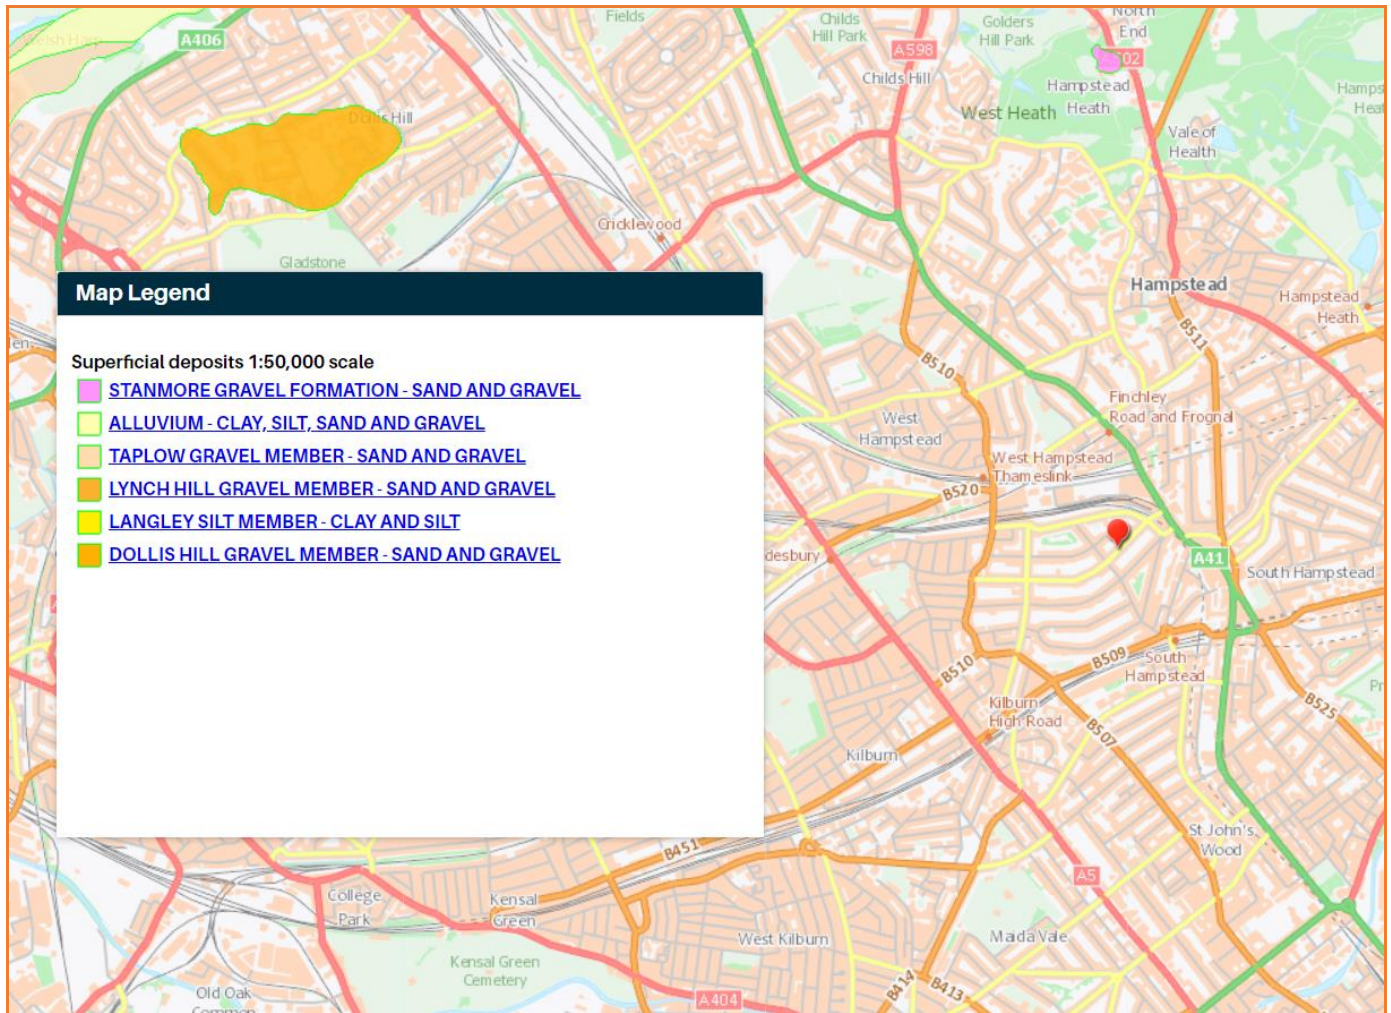 A406
Fields
Childs
Hill Park
Golders
Hill Park
North
End
A598
Childs Hill
Hampstead
Heath
West Heath
Vale of
Health
Dollis Hill
Cricklewood
Gladstone
Hampstead
Hampstead
Heath
B511
B510
Finchley
Road and Frognal
West
Hampstead
West Hampstead
Thameslink
B520
A41
South Hampstead
B509
South
Hampstead
B510
Kilburn
High Road
B507
B525
Kilburn
St John's
Wood
B451
A5
College
Park
Kensal
Green
West Kilburn
Maida Vale
Kensal Green
Cemetery
B414
B413
A404
Old Oak
Common
Map Legend
Superficial deposits 1:50,000 scale
STANMORE GRAVEL FORMATION - SAND AND GRAVEL
ALLUVIUM - CLAY, SILT, SAND AND GRAVEL
TAPLOW GRAVEL MEMBER - SAND AND GRAVEL
LYNCH HILL GRAVEL MEMBER - SAND AND GRAVEL
LANGLEY SILT MEMBER - CLAY AND SILT
DOLLIS HILL GRAVEL MEMBER - SAND AND GRAVEL